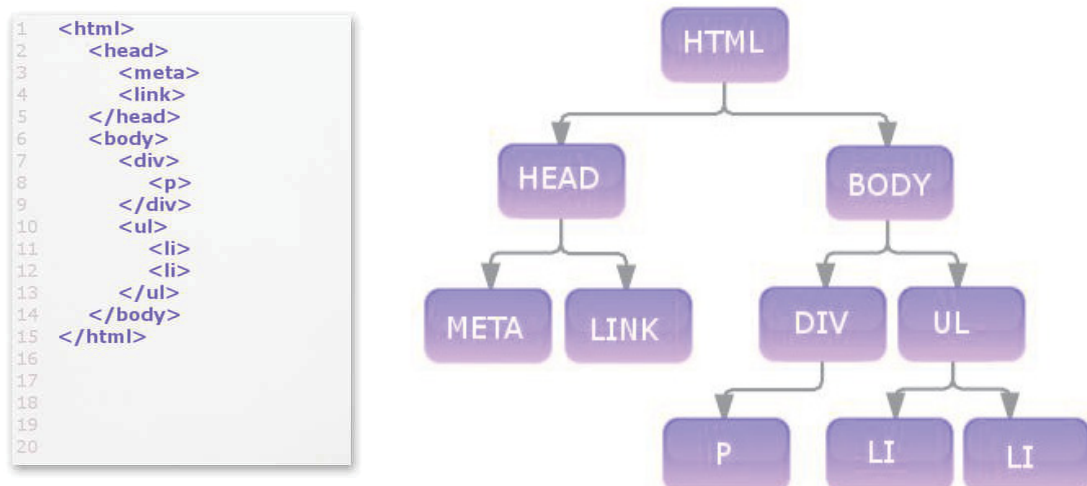 1 <html>
2 <head>
3 <meta>
4 <link>
5 </head>
6 <body>
7 <div>
8 <p>
9 </div>
10 <ul>
11 <li>
12 <li>
13 </ul>
14 </body>
15 </html>
16
17
18
19
20
HTML
HEAD BODY
META LINK DIV UL
P LI LI